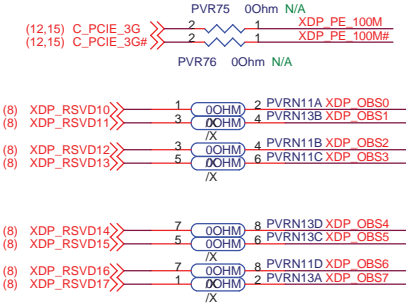 PVR75 0Ohm N/A
(12,15) C_PCIE_3G 2 1 XDP_PE_100M
(12,15) C_PCIE_3G# 2 1 XDP_PE_100M#
PVR76 0Ohm N/A
(8) XDP_RSVD10 1 0OHM 2 PVRN11A XDP_OBS0
(8) XDP_RSVD11 3 0OHM 4 PVRN13B XDP_OBS1
/X
(8) XDP_RSVD12 3 0OHM 4 PVRN11B XDP_OBS2
(8) XDP_RSVD13 5 0OHM 6 PVRN11C XDP_OBS3
/X
(8) XDP_RSVD14 7 0OHM 8 PVRN13D XDP_OBS4
(8) XDP_RSVD15 5 0OHM 6 PVRN13C XDP_OBS5
/X
(8) XDP_RSVD16 7 0OHM 8 PVRN11D XDP_OBS6
(8) XDP_RSVD17 1 0OHM 2 PVRN13A XDP_OBS7
/X